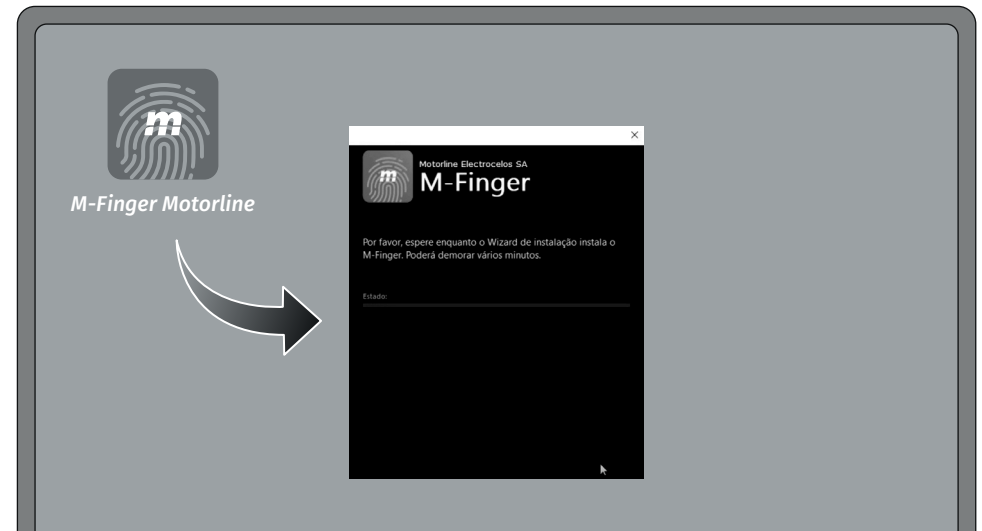 m
M-Finger Motorline
m
Motorline Electrocelos SA
M-Finger
Por favor, espere enquanto o Wizard de instalação instala o
M-Finger. Poderá demorar vários minutos.
Estado: